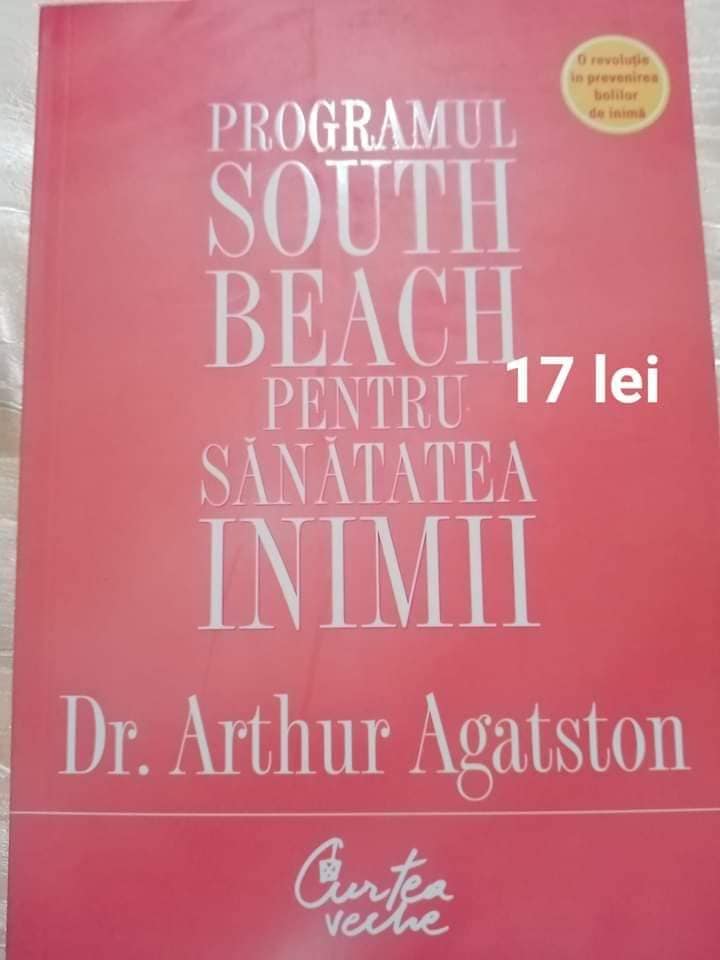 O revoluție
în prevenirea
bolilor
de inimă
PROGRAMUL
SOUTH
BEACH
17 lei
PENTRU
SĂNĂTATEA
INIMII
Dr. Arthur Agatston
Curtea
veche